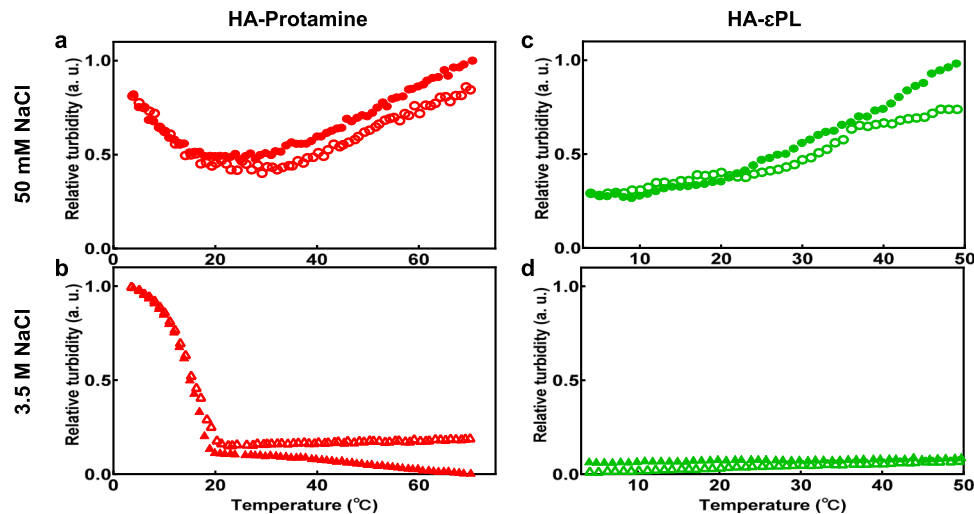 HA-Protamine
HA-εPL
50 mM NaCl
3.5 M NaCl
a
Relative turbidity (a. u.)
1.0
0.5
0.0
0
20
40
60
c
Relative turbidity (a. u.)
1.0
0.5
0.0
10
20
30
40
50
b
Relative turbidity (a. u.)
1.0
0.5
0.0
0
20
40
60
Temperature (℃)
d
Relative turbidity (a. u.)
1.0
0.5
0.0
10
20
30
40
50
Temperature (℃)